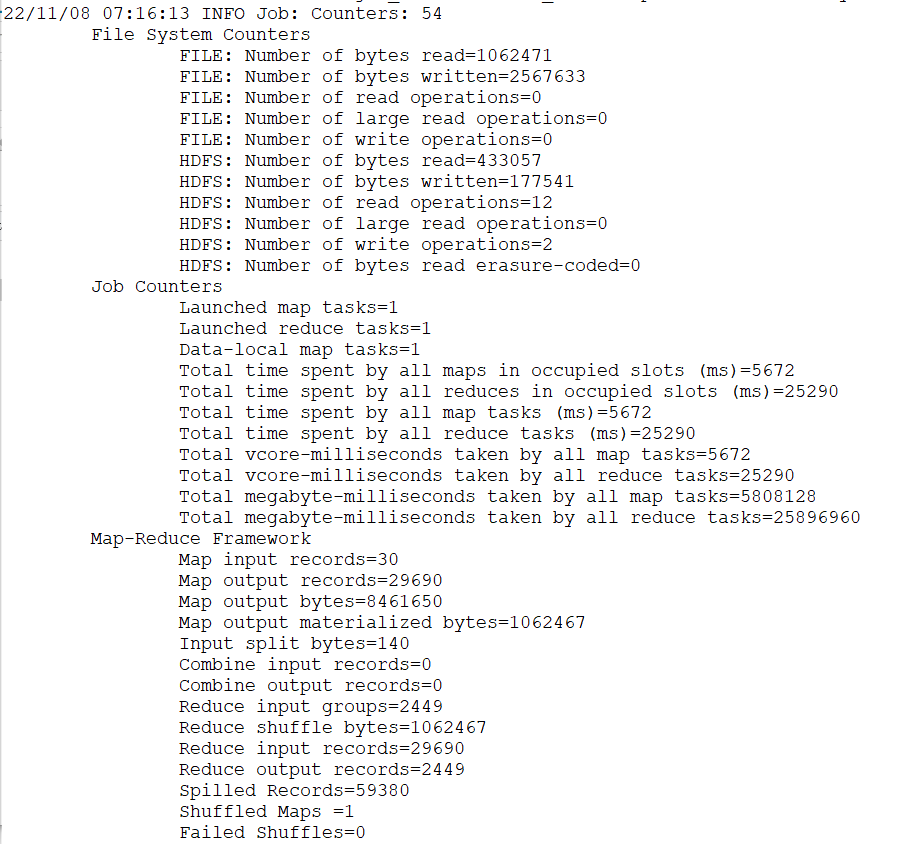 22/11/08 07:16:13 INFO Job: Counters: 54
File System Counters
FILE: Number of bytes read=1062471
FILE: Number of bytes written=2567633
FILE: Number of read operations=0
FILE: Number of large read operations=0
FILE: Number of write operations=0
HDFS: Number of bytes read=433057
HDFS: Number of bytes written=177541
HDFS: Number of read operations=12
HDFS: Number of large read operations=0
HDFS: Number of write operations=2
HDFS: Number of bytes read erasure-coded=0
Job Counters
Launched map tasks=1
Launched reduce tasks=1
Data-local map tasks=1
Total time spent by all maps in occupied slots (ms)=5672
Total time spent by all reduces in occupied slots (ms)=25290
Total time spent by all map tasks (ms)=5672
Total time spent by all reduce tasks (ms)=25290
Total vcore-milliseconds taken by all map tasks=5672
Total vcore-milliseconds taken by all reduce tasks=25290
Total megabyte-milliseconds taken by all map tasks=5808128
Total megabyte-milliseconds taken by all reduce tasks=25896960
Map-Reduce Framework
Map input records=30
Map output records=29690
Map output bytes=8461650
Map output materialized bytes=1062467
Input split bytes=140
Combine input records=0
Combine output records=0
Reduce input groups=2449
Reduce shuffle bytes=1062467
Reduce input records=29690
Reduce output records=2449
Spilled Records=59380
Shuffled Maps =1
Failed Shuffles=0